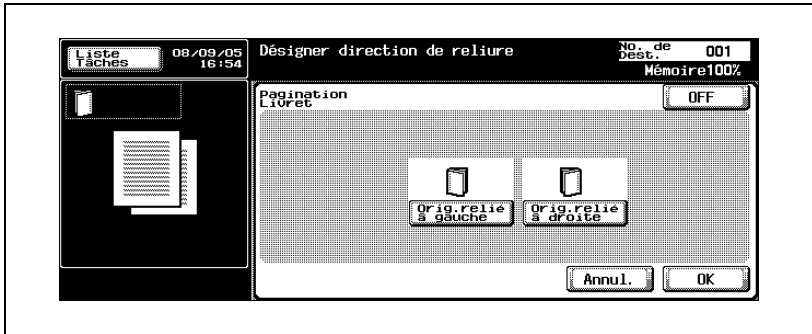 Liste
Tâches
08/09/05
16:54
Désigner direction de reliure
No. de
Dest.
001
Mémoire100%
Pagination
Livret
OFF
Orig.relié
à gauche
Orig.relié
à droite
Annul.
OK